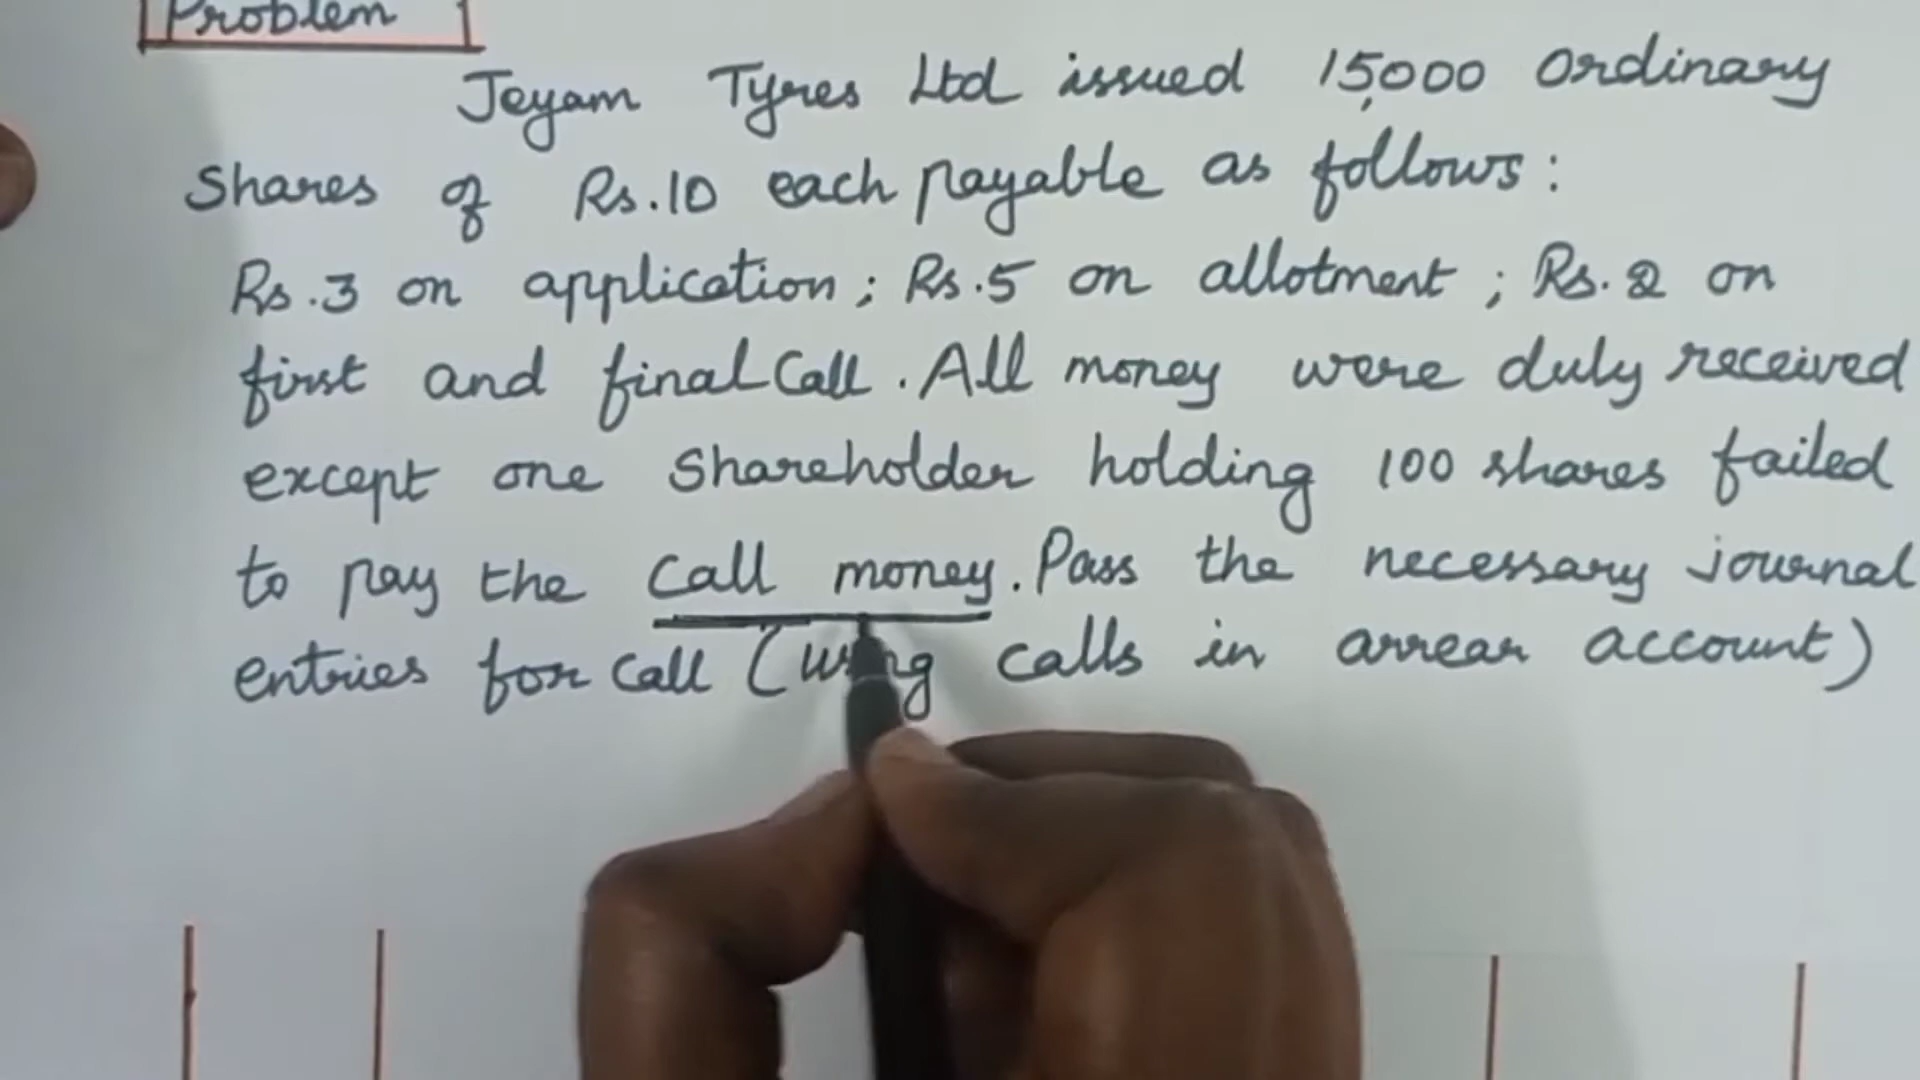 Problem
Jeyam Tyres Ltd issued 15,000 ordinary
Shares of Rs.10 each payable as follows:
Rs.3 on application; Rs.5 on allotment; Rs.2 on
first and final Call. All money were duly received
except one Shareholder holding 100 shares failed
to pay the call money. Pass the necessary journal
entries for call ( calls in arrear account)